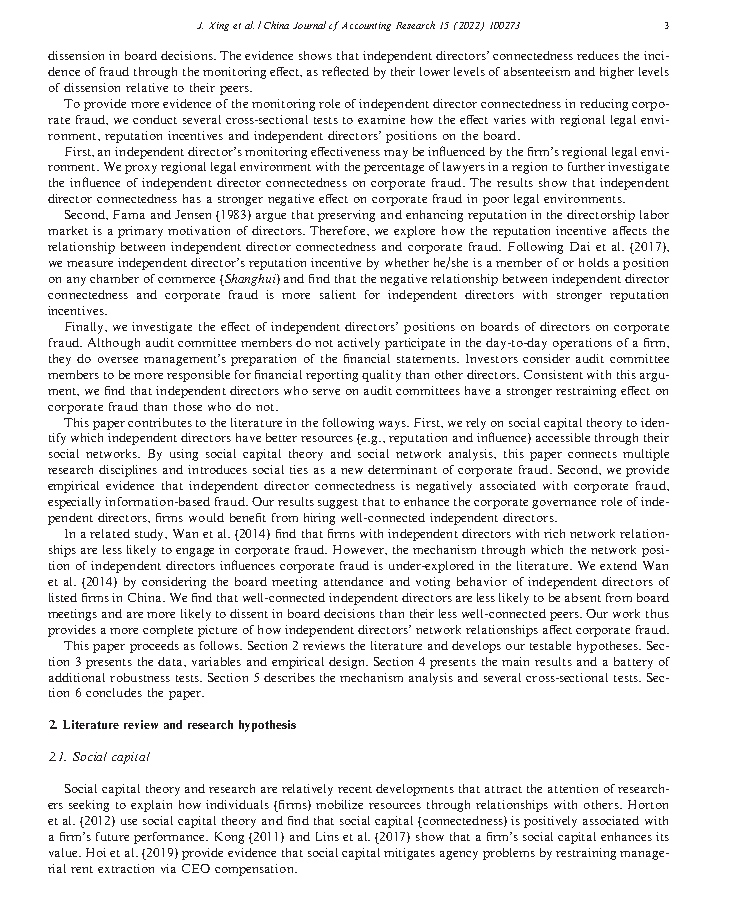 J. Xing et al. / China Journal of Accounting Research 15 (2022) 100273
3
dissension in board decisions. The evidence shows that independent directors' connectedness reduces the inci-
dence of fraud through the monitoring effect, as reflected by their lower levels of absenteeism and higher levels
of dissension relative to their peers.
To provide more evidence of the monitoring role of independent director connectedness in reducing corpo-
rate fraud, we conduct several cross-sectional tests to examine how the effect varies with regional legal envi-
ronment, reputation incentives and independent directors' positions on the board.
First, an independent director's monitoring effectiveness may be influenced by the firm's regional legal envi-
ronment. We proxy regional legal environment with the percentage of lawyers in a region to further investigate
the influence of independent director connectedness on corporate fraud. The results show that independent
director connectedness has a stronger negative effect on corporate fraud in poor legal environments.
Second, Fama and Jensen (1983) argue that preserving and enhancing reputation in the directorship labor
market is a primary motivation of directors. Therefore, we explore how the reputation incentive affects the
relationship between independent director connectedness and corporate fraud. Following Dai et al. (2017),
we measure independent director's reputation incentive by whether he/she is a member of or holds a position
on any chamber of commerce (Shanghui) and find that the negative relationship between independent director
connectedness and corporate fraud is more salient for independent directors with stronger reputation
incentives.
Finally, we investigate the effect of independent directors' positions on boards of directors on corporate
fraud. Although audit committee members do not actively participate in the day-to-day operations of a firm,
they do oversee management's preparation of the financial statements. Investors consider audit committee
members to be more responsible for financial reporting quality than other directors. Consistent with this argu-
ment, we find that independent directors who serve on audit committees have a stronger restraining effect on
corporate fraud than those who do not.
This paper contributes to the literature in the following ways. First, we rely on social capital theory to iden-
tify which independent directors have better resources (e.g., reputation and influence) accessible through their
social networks. By using social capital theory and social network analysis, this paper connects multiple
research disciplines and introduces social ties as a new determinant of corporate fraud. Second, we provide
empirical evidence that independent director connectedness is negatively associated with corporate fraud,
especially information-based fraud. Our results suggest that to enhance the corporate governance role of inde-
pendent directors, firms would benefit from hiring well-connected independent directors.
In a related study, Wan et al. (2014) find that firms with independent directors with rich network relation-
ships are less likely to engage in corporate fraud. However, the mechanism through which the network posi-
tion of independent directors influences corporate fraud is under-explored in the literature. We extend Wan
et al. (2014) by considering the board meeting attendance and voting behavior of independent directors of
listed firms in China. We find that well-connected independent directors are less likely to be absent from board
meetings and are more likely to dissent in board decisions than their less well-connected peers. Our work thus
provides a more complete picture of how independent directors' network relationships affect corporate fraud.
This paper proceeds as follows. Section 2 reviews the literature and develops our testable hypotheses. Sec-
tion 3 presents the data, variables and empirical design. Section 4 presents the main results and a battery of
additional robustness tests. Section 5 describes the mechanism analysis and several cross-sectional tests. Sec-
tion 6 concludes the paper.
2. Literature review and research hypothesis
2.1. Social capital
Social capital theory and research are relatively recent developments that attract the attention of research-
ers seeking to explain how individuals (firms) mobilize resources through relationships with others. Horton
et al. (2012) use social capital theory and find that social capital (connectedness) is positively associated with
a firm's future performance. Kong (2011) and Lins et al. (2017) show that a firm's social capital enhances its
value. Hoi et al. (2019) provide evidence that social capital mitigates agency problems by restraining manage-
rial rent extraction via CEO compensation.